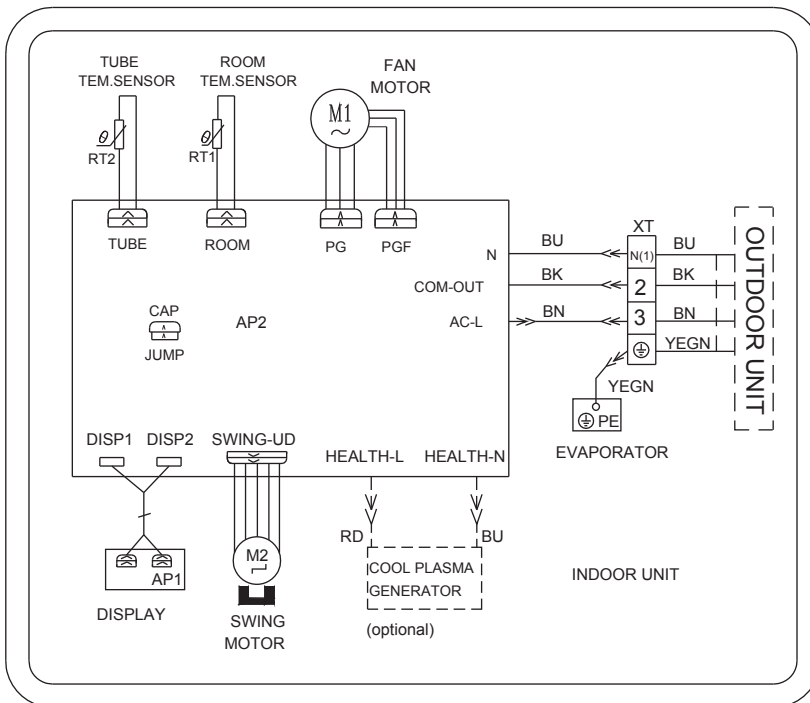 TUBE
TEM.SENSOR
ROOM
TEM.SENSOR
FAN
MOTOR
θ
RT2
θ
RT1
M1
~
TUBE
ROOM
PG
PGF
N
COM-OUT
AC-L
BU
BK
BN
XT
N(1)
2
3
BU
BK
BN
YEGN
OUTDOOR UNIT
YEGN
PE
EVAPORATOR
CAP
JUMP
AP2
DISP1
DISP2
SWING-UD
HEALTH-L
HEALTH-N
RD
BU
AP1
DISPLAY
M2
SWING
MOTOR
COOL PLASMA
GENERATOR
(optional)
INDOOR UNIT